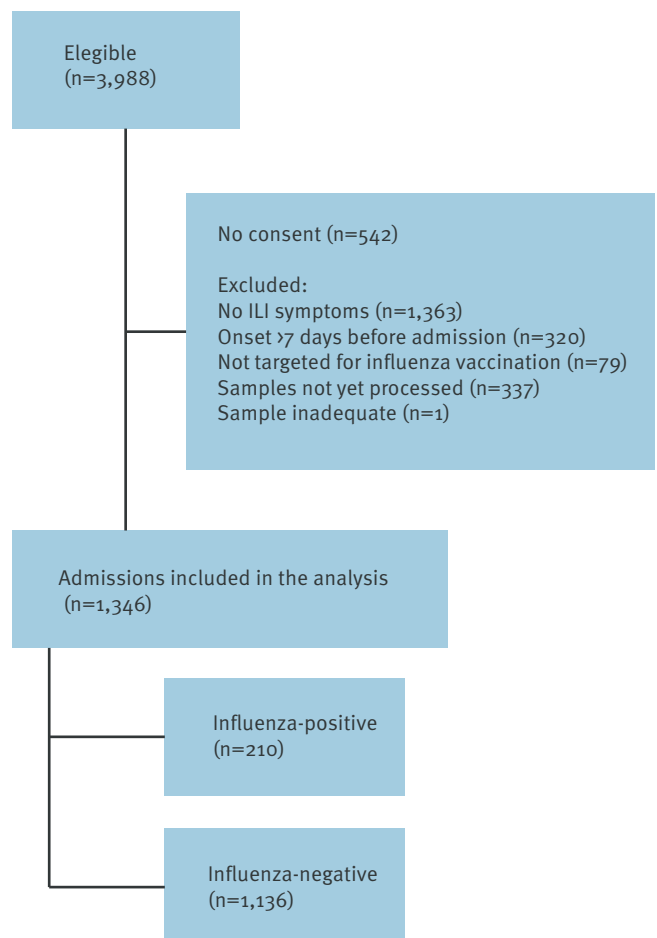 Elegible
(n=3,988)
No consent (n=542)
Excluded:
No ILI symptoms (n=1,363)
Onset >7 days before admission (n=320)
Not targeted for influenza vaccination (n=79)
Samples not yet processed (n=337)
Sample inadequate (n=1)
Admissions included in the analysis
(n=1,346)
Influenza-positive
(n=210)
Influenza-negative
(n=1,136)